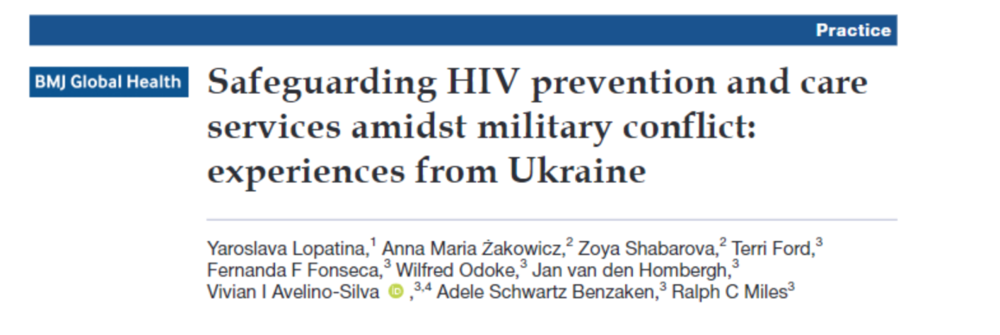 Practice
BMJ Global Health
Safeguarding HIV prevention and care
services amidst military conflict:
experiences from Ukraine
Yaroslava Lopatina,1 Anna Maria Żakowicz,2 Zoya Shabarova,2 Terri Ford,3
Fernanda F Fonseca,3 Wilfred Odoke,3 Jan van den Hombergh,3
Vivian I Avelino-Silva iD ,3,4 Adele Schwartz Benzaken,3 Ralph C Miles3